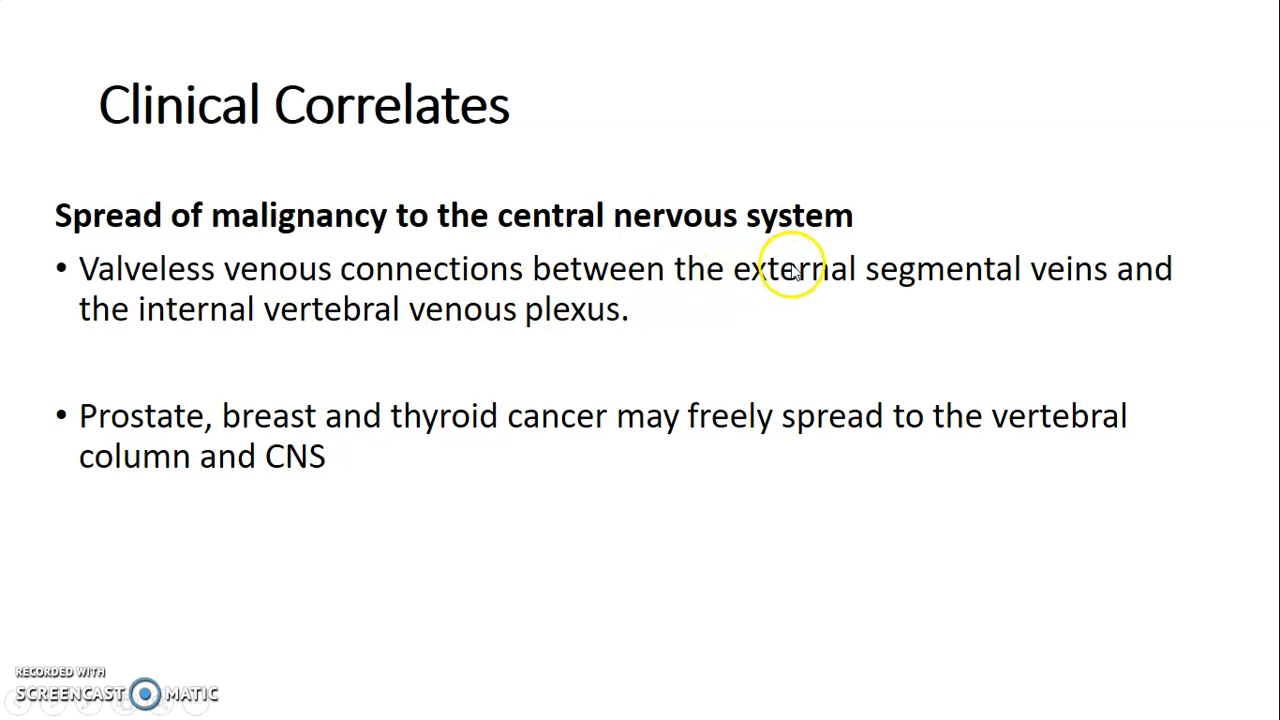 Clinical Correlates
Spread of malignancy to the central nervous system
• Valveless venous connections between the external segmental veins and
the internal vertebral venous plexus.
• Prostate, breast and thyroid cancer may freely spread to the vertebral
column and CNS
RECORDED WITH
SCREENCAST MATIC